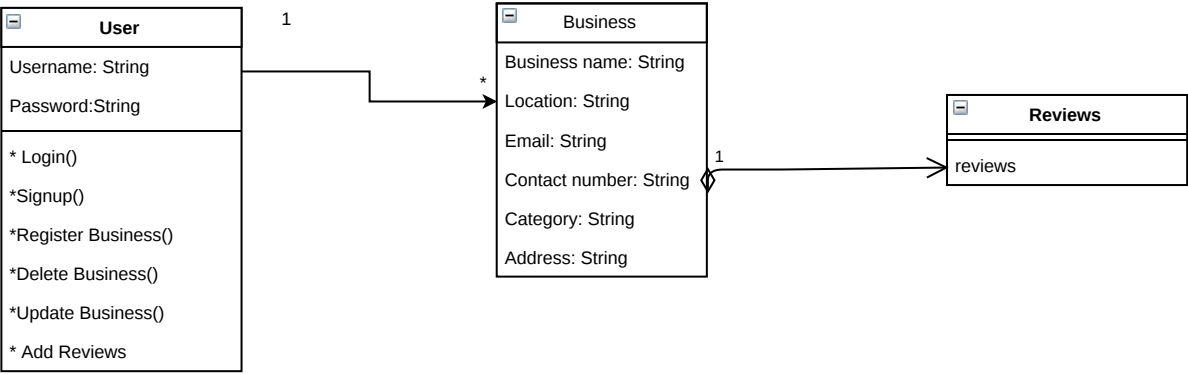 User
Username: String
Password:String
* Login()
*Signup()
*Register Business()
*Delete Business()
*Update Business()
* Add Reviews
1
*
Business
Business name: String
Location: String
Email: String
Contact number: String
Category: String
Address: String
1
Reviews
reviews